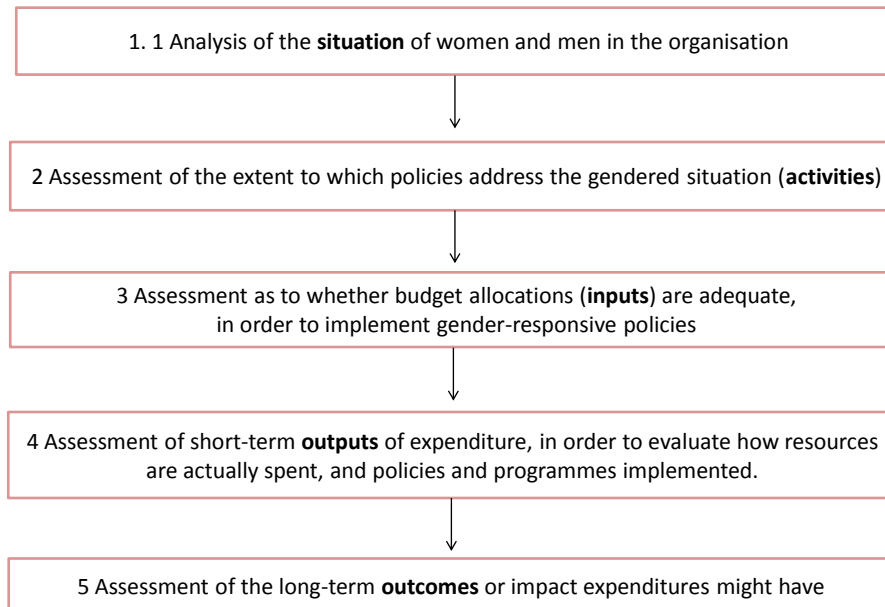 1. 1 Analysis of the situation of women and men in the organisation
2 Assessment of the extent to which policies address the gendered situation (activities)
3 Assessment as to whether budget allocations (inputs) are adequate,
in order to implement gender-responsive policies
4 Assessment of short-term outputs of expenditure, in order to evaluate how resources
are actually spent, and policies and programmes implemented.
5 Assessment of the long-term outcomes or impact expenditures might have